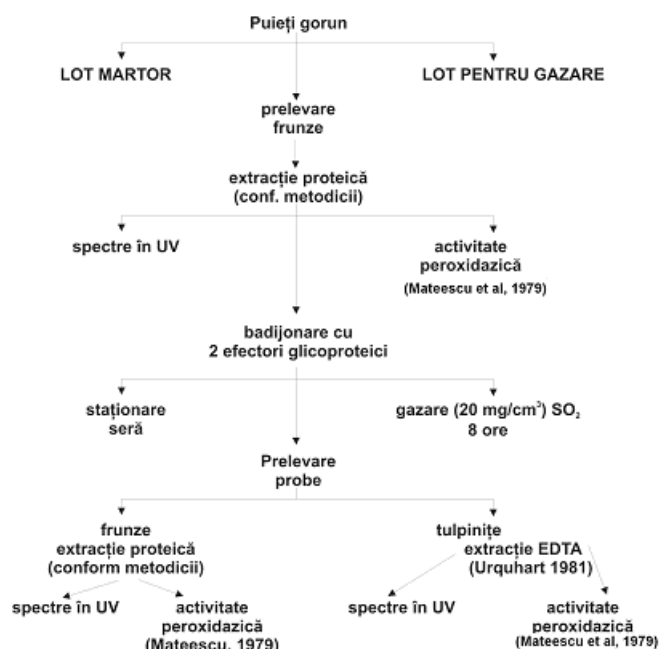 Puieți gorun
LOT MARTOR
LOT PENTRU GAZARE
prelevare
frunze
extracție proteică
(conf. metodicii)
spectre în UV
activitate
peroxidazică
(Mateescu et al, 1979)
badijonare cu
2 efectori glicoproteici
staționare
seră
gazare (20 mg/cm³) SO₂
8 ore
Prelevare
probe
frunze
extracție proteică
(conform metodicii)
tulpinițe
extracție EDTA
(Urquhart 1981)
spectre în UV
activitate
peroxidazică
(Mateescu, 1979)
spectre în UV
activitate
peroxidazică
(Mateescu et al, 1979)